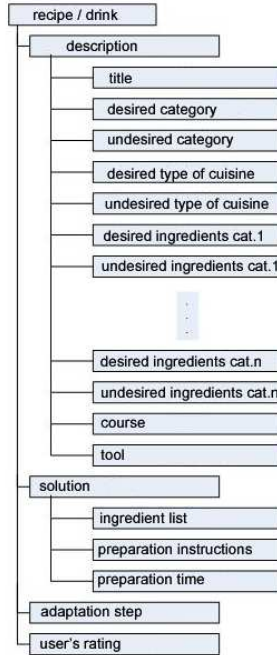 recipe / drink
description
title
desired category
undesired category
desired type of cuisine
undesired type of cuisine
desired ingredients cat.1
undesired ingredients cat.1
.
.
.
desired ingredients cat.n
undesired ingredients cat.n
course
tool
solution
ingredient list
preparation instructions
preparation time
adaptation step
user's rating